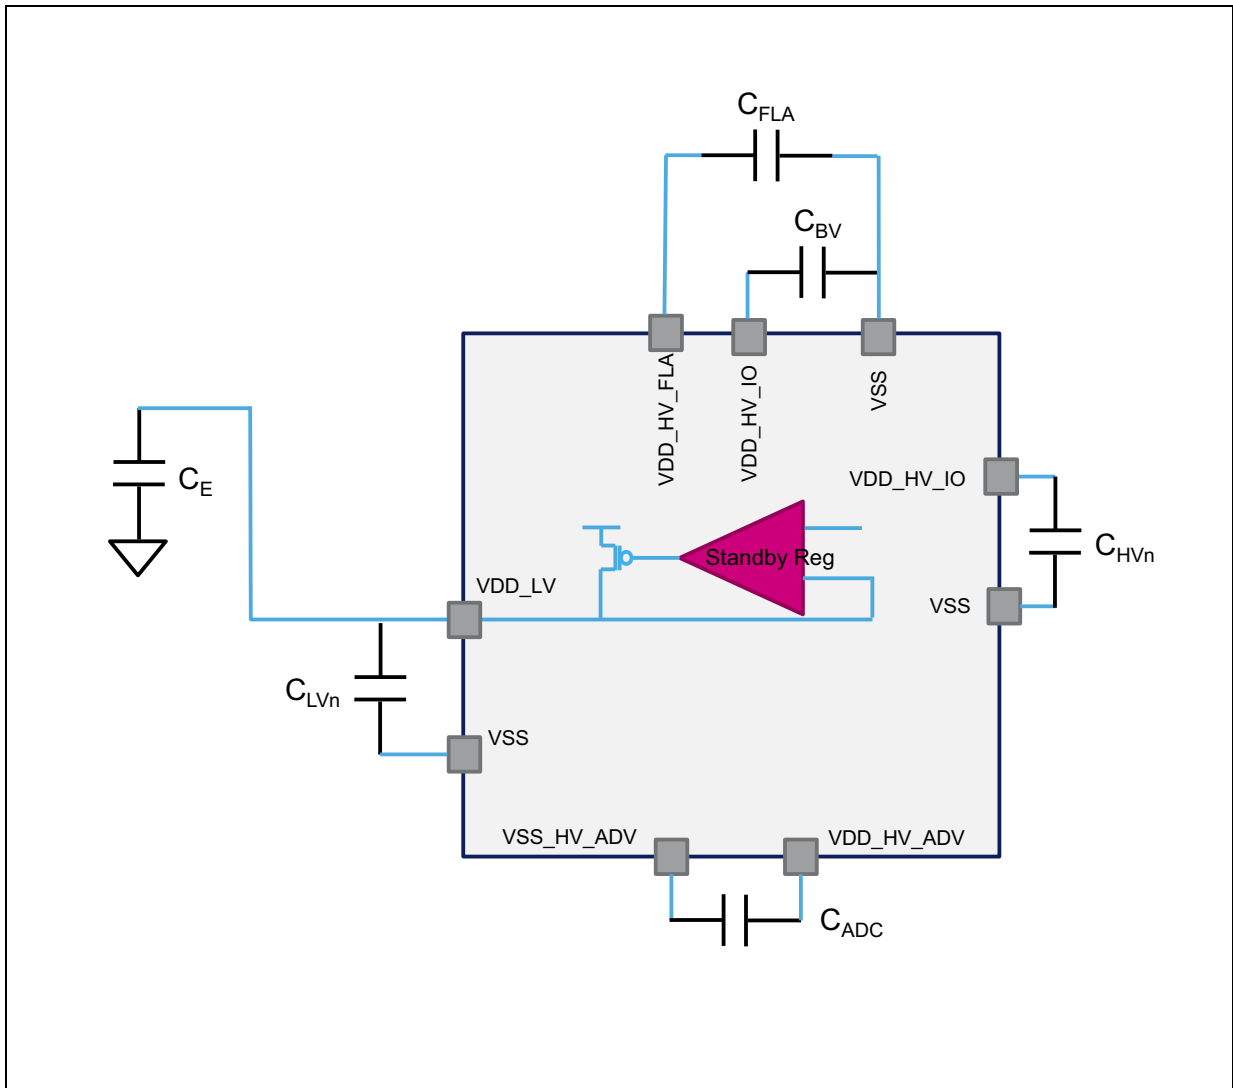 CFLA
CBV
VDD_HV_FLA
VDD_HV_IO
VSS
CE
VDD_HV_IO
CHVn
Standby Reg
VDD_LV
VSS
CLVn
VSS
VSS_HV_ADV
VDD_HV_ADV
CADC